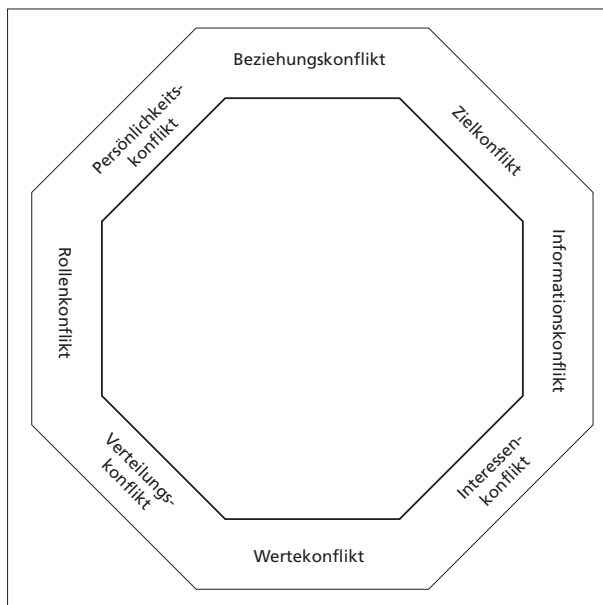 Beziehungskonflikt
Zielkonflikt
Informationskonflikt
Interessen-
konflikt
Wertekonflikt
Verteilungs-
konflikt
Rollenkonflikt
Persönlichkeits-
konflikt